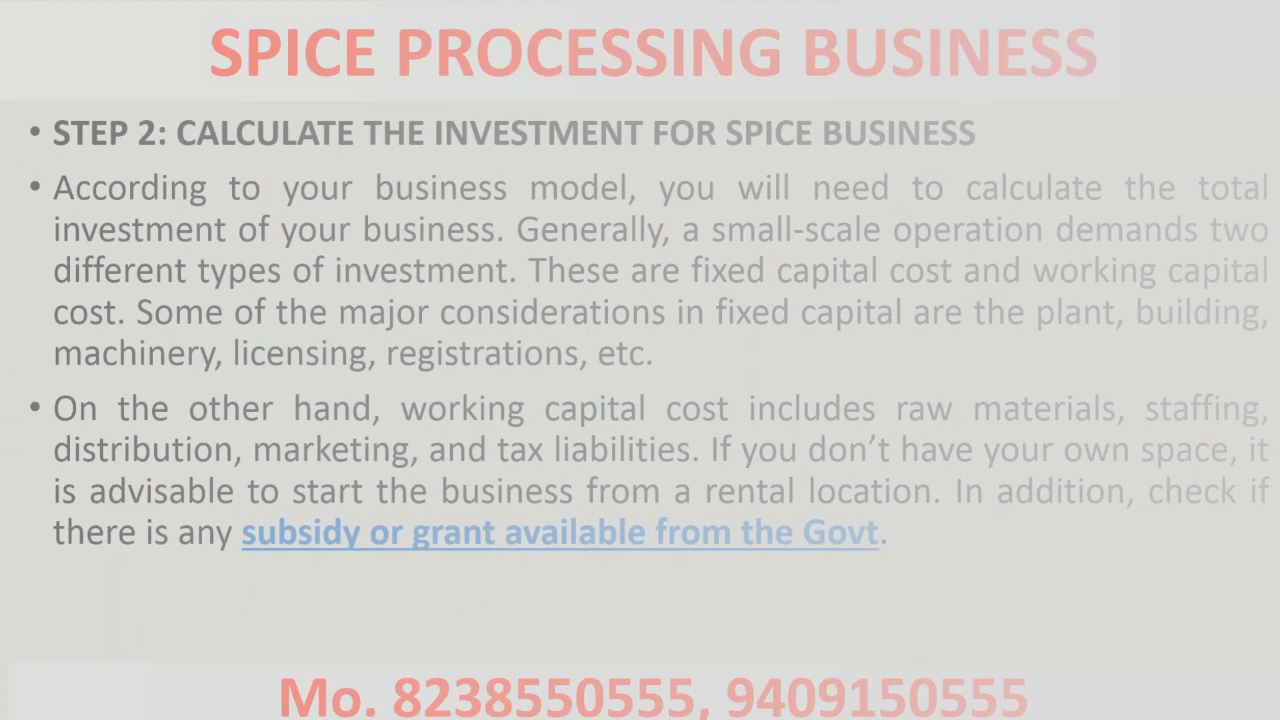 SPICE PROCESSING BUSINESS
• STEP 2: CALCULATE THE INVESTMENT FOR SPICE BUSINESS
• According to your business model, you will need to calculate the total
investment of your business. Generally, a small-scale operation demands two
different types of investment. These are fixed capital cost and working capital
cost. Some of the major considerations in fixed capital are the plant, building,
machinery, licensing, registrations, etc.
• On the other hand, working capital cost includes raw materials, staffing,
distribution, marketing, and tax liabilities. If you don’t have your own space, it
is advisable to start the business from a rental location. In addition, check if
there is any subsidy or grant available from the Govt.
Mo. 8238550555, 9409150555